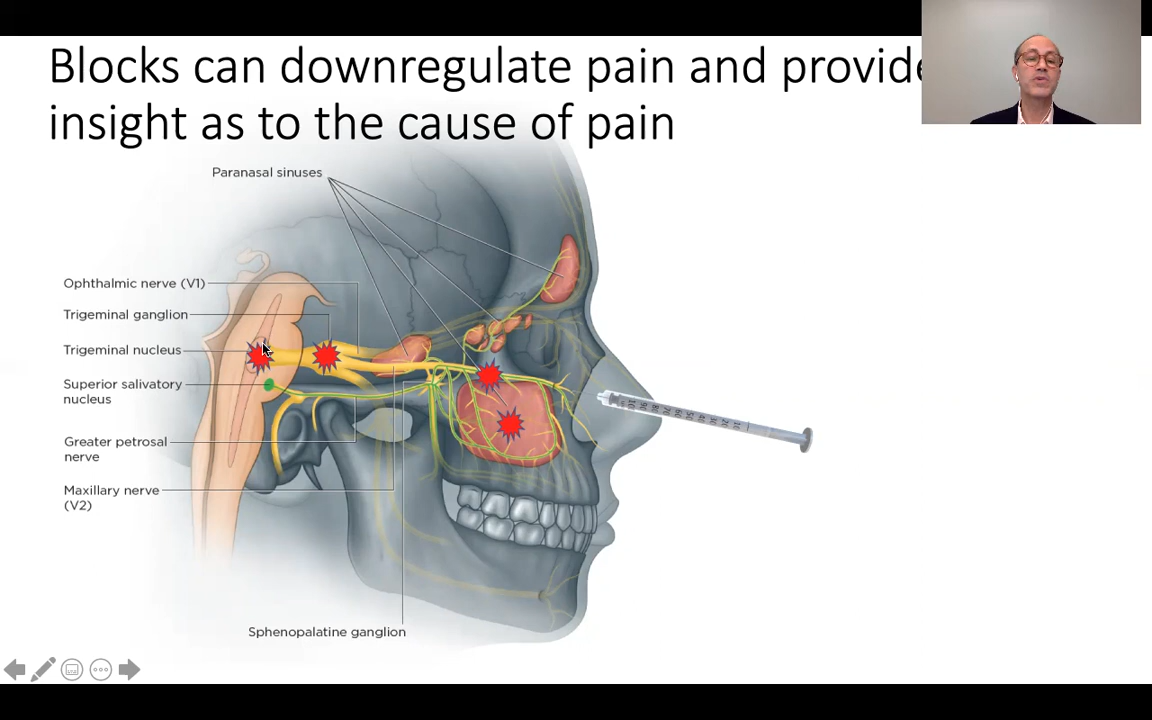 Blocks can downregulate pain and provide
insight as to the cause of pain
Paranasal sinuses
Ophthalmic nerve (V1)
Trigeminal ganglion
Trigeminal nucleus
Superior salivatory
nucleus
Greater petrosal
nerve
Maxillary nerve
(V2)
Sphenopalatine ganglion